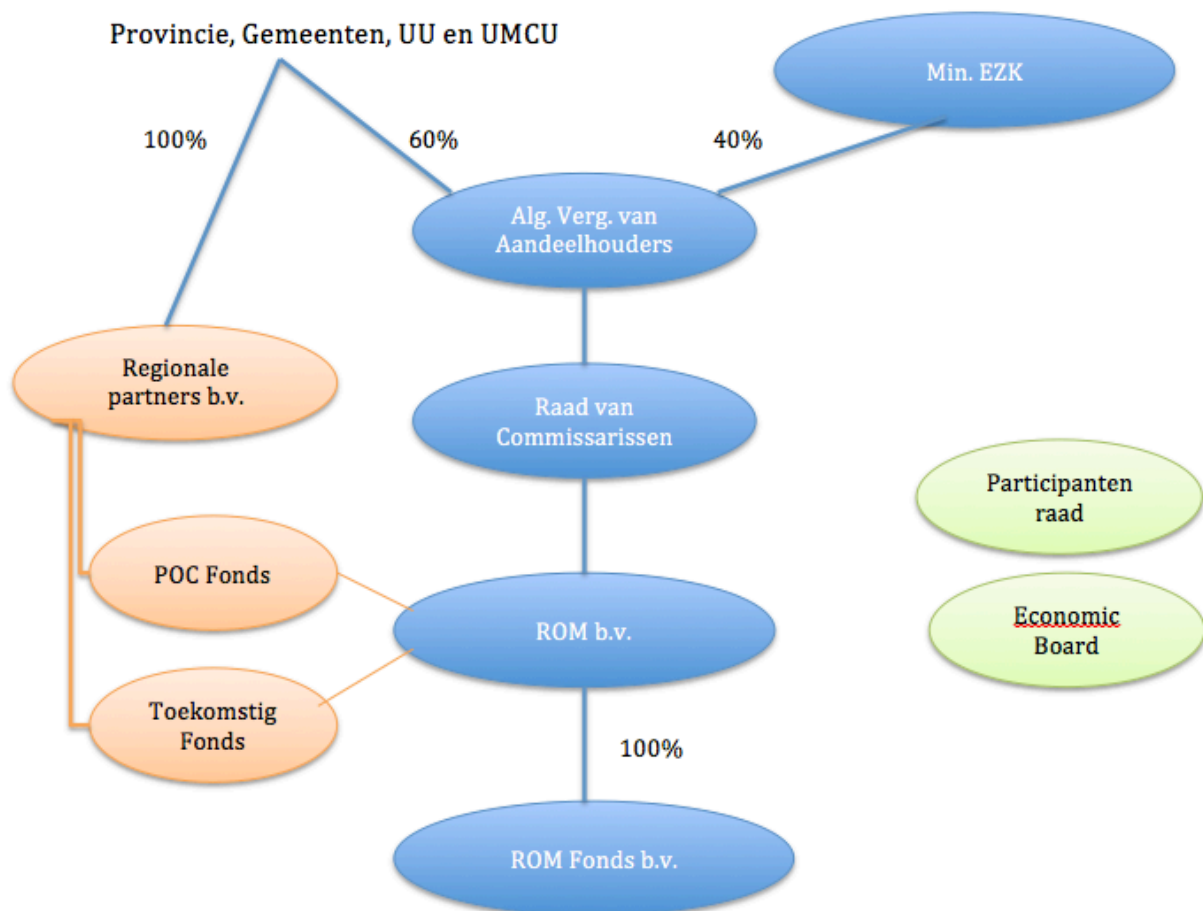 Provincie, Gemeenten, UU en UMCU
Min. EZK
100%
60%
40%
Alg. Verg. van
Aandeelhouders
Regionale
partners b.v.
Raad van
Commissarissen
Participanten
raad
POC Fonds
ROM b.v.
Economic
Board
Toekomstig
Fonds
100%
ROM Fonds b.v.